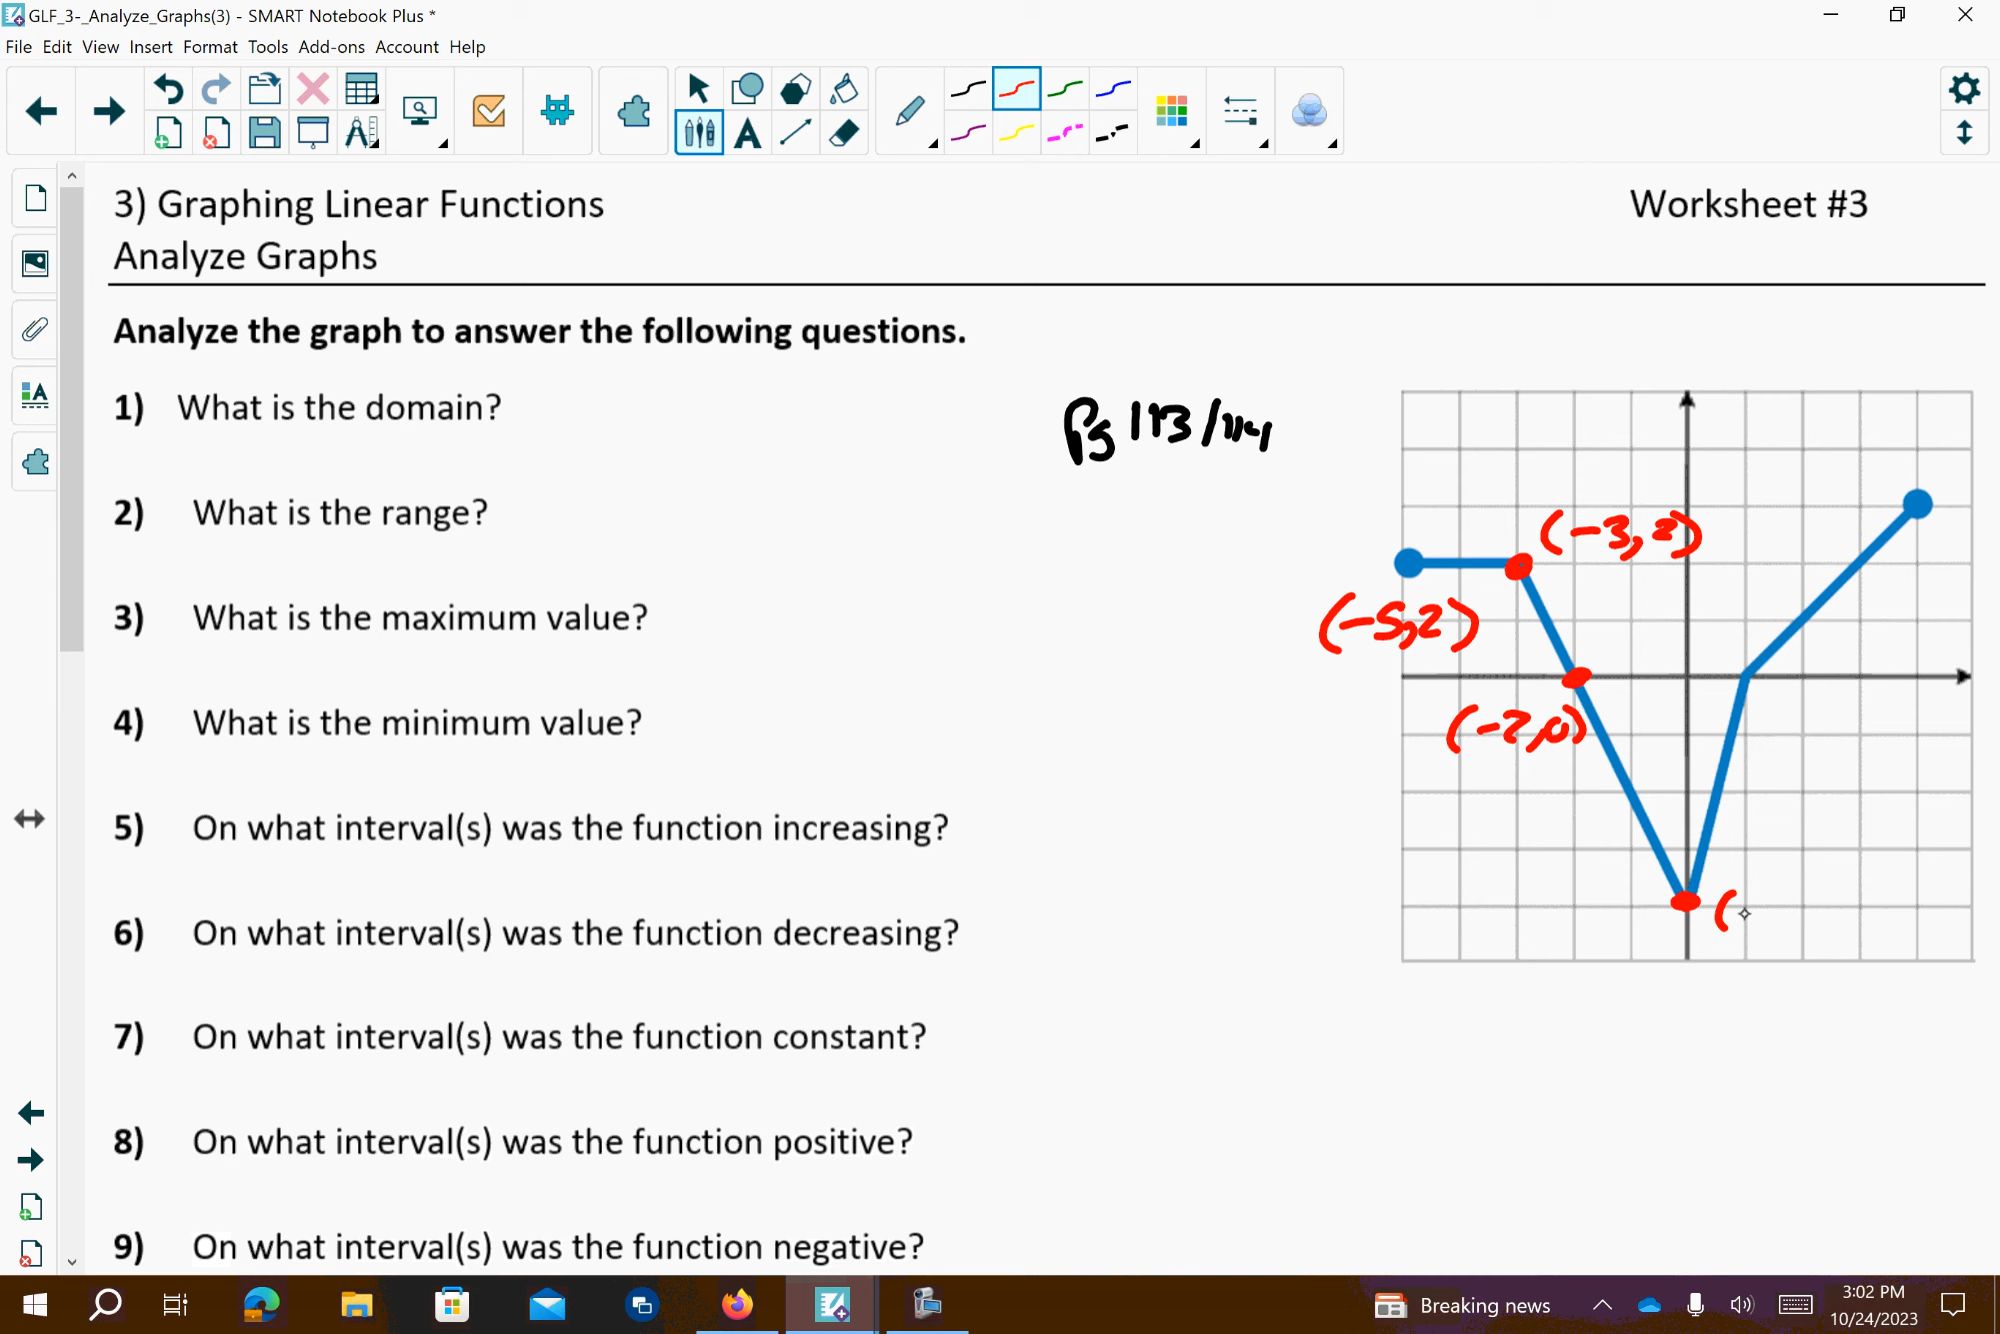 GLF_3-_Analyze_Graphs(3) - SMART Notebook Plus *
File Edit View Insert Format Tools Add-ons Account Help
3) Graphing Linear Functions
Worksheet #3
Analyze Graphs
Analyze the graph to answer the following questions.
1) What is the domain?
Pg 113/114
2) What is the range?
(-3, 2)
3) What is the maximum value?
(-5,2)
4) What is the minimum value?
(-2,0)
5) On what interval(s) was the function increasing?
6) On what interval(s) was the function decreasing?
(
7) On what interval(s) was the function constant?
8) On what interval(s) was the function positive?
9) On what interval(s) was the function negative?
Breaking news
3:02 PM
10/24/2023